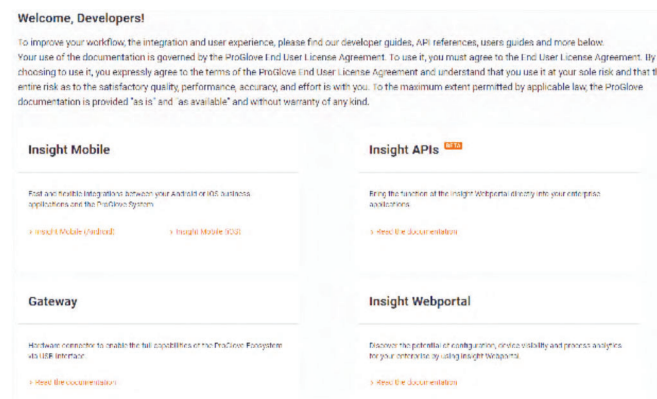 Welcome, Developers!
To improve your workflow, the integration and user experience, please find our developer guides, API references, users guides and more below.
Your use of the documentation is governed by the ProGlove End User License Agreement. To use it, you must agree to the End User License Agreement. By
choosing to use it, you expressly agree to the terms of the ProGlove End User License Agreement and understand that you use it at your sole risk and that t
entire risk as to the satisfactory quality, performance, accuracy, and effort is with you. To the maximum extent permitted by applicable law, the ProGlove
documentation is provided "as is" and "as available" and without warranty of any kind.
Insight Mobile
Fast and flexible integrations between your Android or iOS business
applications and the ProGlove System.
> Insight Mobile (Android)
> Insight Mobile (iOS)
Insight APIs BETA
Bring the function of the Insight Webportal directly into your enterprise
applications.
> Read the documentation
Gateway
Hardware connector to enable the full capabilities of the ProGlove Ecosystem
via USB interface.
> Read the documentation
Insight Webportal
Discover the potential of configuration, device visibility and process analytics
for your enterprise by using Insight Webportal.
> Read the documentation